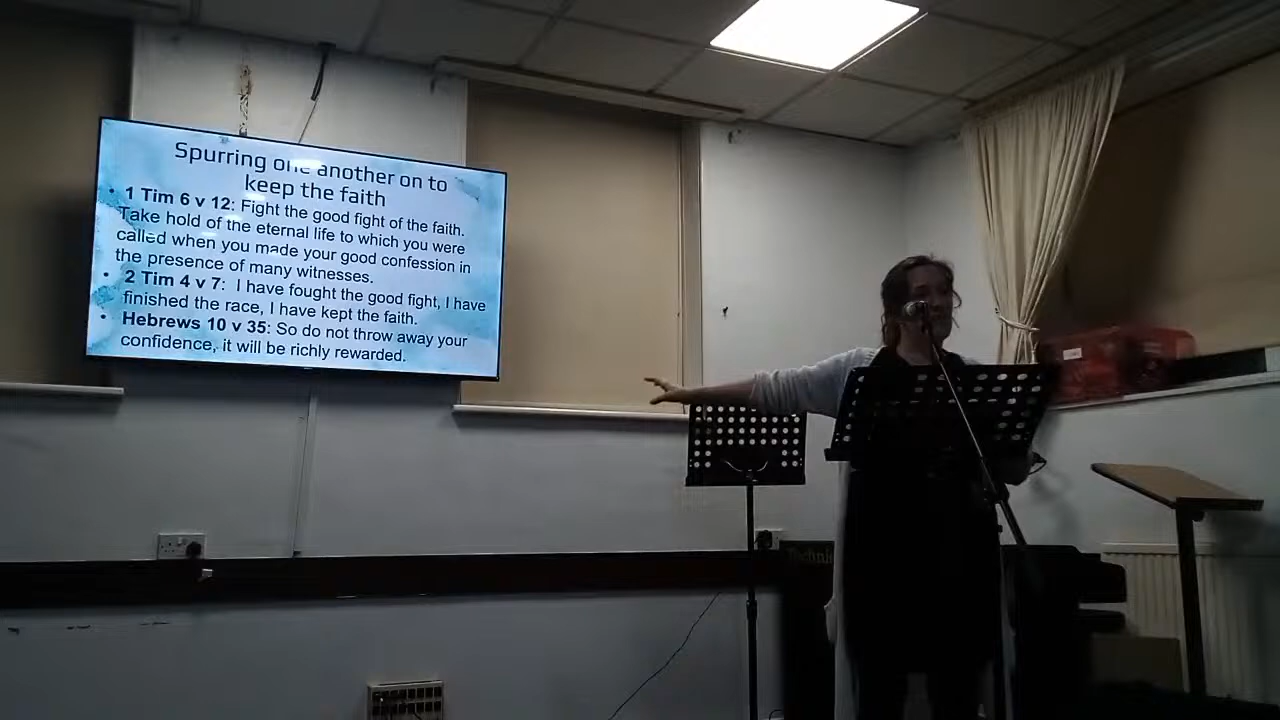 Spurring one another on to
keep the faith
• 1 Tim 6 v 12: Fight the good fight of the faith.
Take hold of the eternal life to which you were
called when you made your good confession in
the presence of many witnesses.
• 2 Tim 4 v 7: I have fought the good fight, I have
finished the race, I have kept the faith.
• Hebrews 10 v 35: So do not throw away your
confidence, it will be richly rewarded.